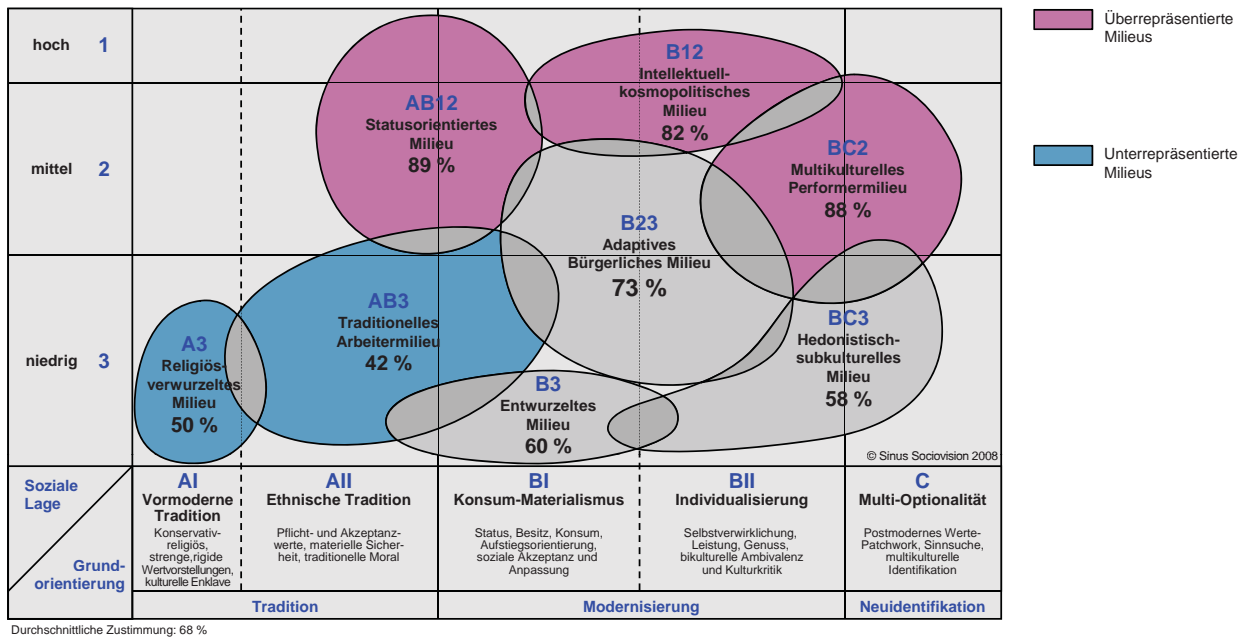 hoch 1
mittel 2
niedrig 3
B12
Intellektuell-
kosmopolitisches
Milieu
82 %
AB12
Statusorientiertes
Milieu
89 %
BC2
Multikulturelles
Performermilieu
88 %
B23
Adaptives
Bürgerliches Milieu
73 %
AB3
Traditionelles
Arbeitermilieu
42 %
A3
Religiös-
verwurzeltes
Milieu
50 %
BC3
Hedonistisch-
subkulturelles
Milieu
58 %
B3
Entwurzeltes
Milieu
60 %
© Sinus Sociovision 2008
Soziale
Lage
Grund-
orientierung
AI
Vormoderne
Tradition
Konservativ-
religiös,
strenge,rigide
Wertvorstellungen,
kulturelle Enklave
AII
Ethnische Tradition
Pflicht- und Akzeptanz-
werte, materielle Sicher-
heit, traditionelle Moral
BI
Konsum-Materialismus
Status, Besitz, Konsum,
Aufstiegsorientierung,
soziale Akzeptanz und
Anpassung
BII
Individualisierung
Selbstverwirklichung,
Leistung, Genuss,
bikulturelle Ambivalenz
und Kulturkritik
C
Multi-Optionalität
Postmodernes Werte-
Patchwork, Sinnsuche,
multikulturelle
Identifikation
Tradition
Modernisierung
Neuidentifikation
Durchschnittliche Zustimmung: 68 %
Überrepräsentierte
Milieus
Unterrepräsentierte
Milieus